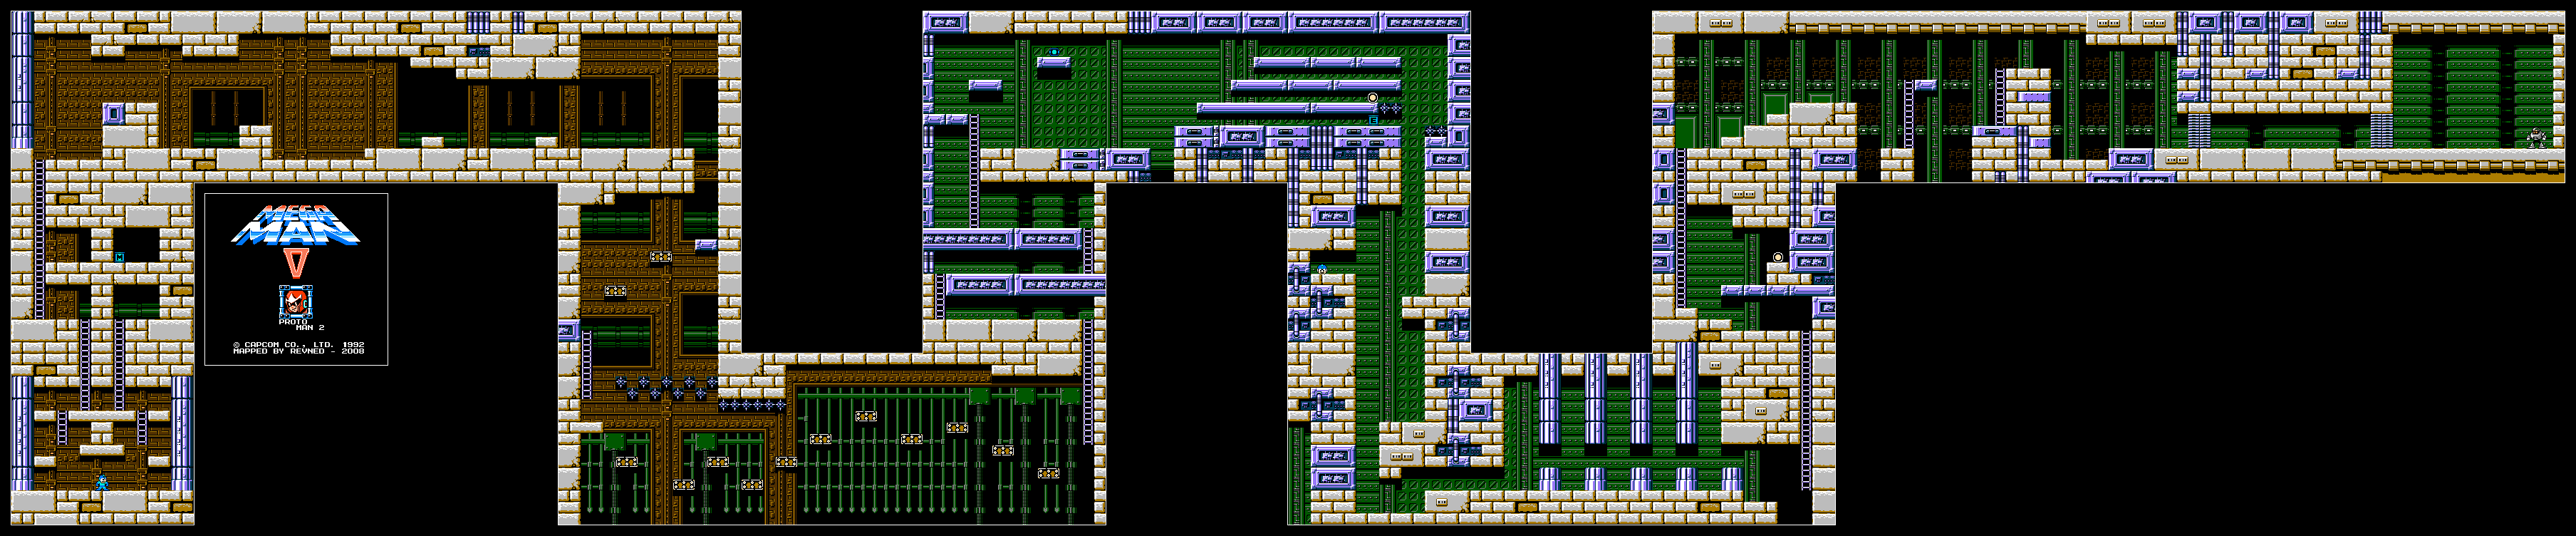 MEGA
MAN
V
PROTO
MAN 2
© CAPCOM CO., LTD. 1992
MAPPED BY REVNED - 2008
E